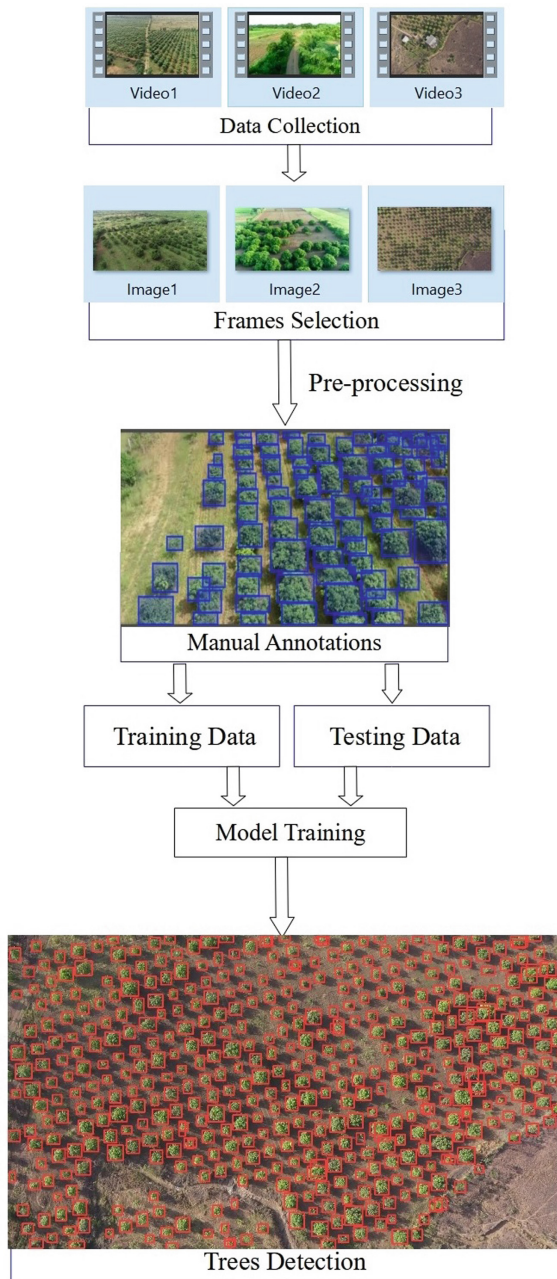 Video1
Video2
Video3
Data Collection
Image1
Image2
Image3
Frames Selection
Pre-processing
Manual Annotations
Training Data
Testing Data
Model Training
Trees Detection